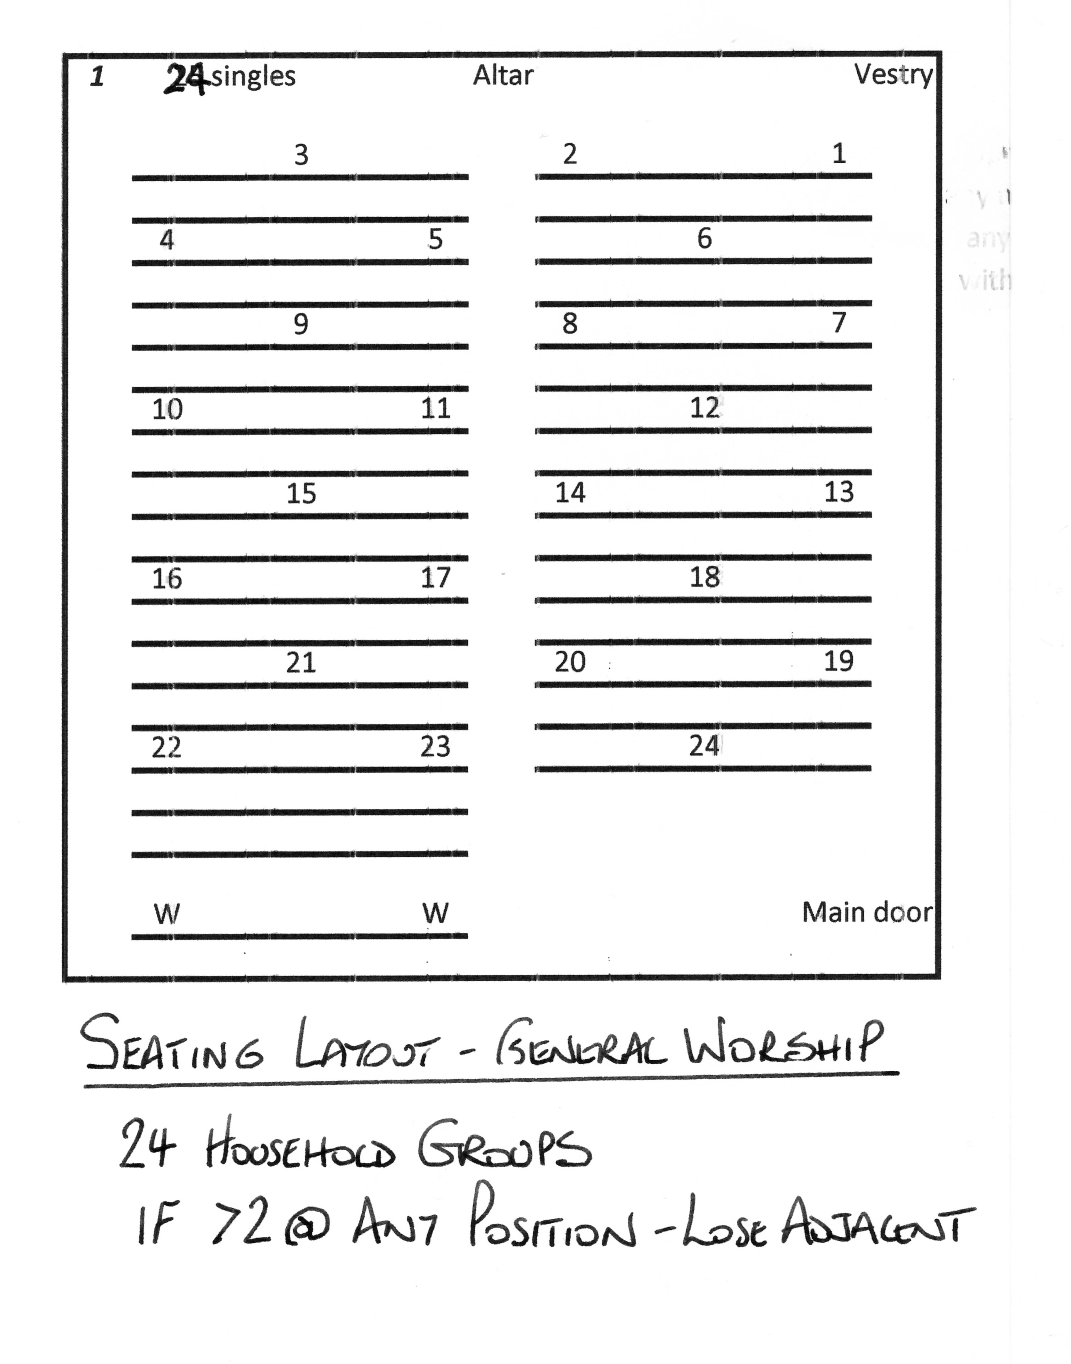 1 24 singles Altar Vestry
3 2 1
4 5 6
9 8 7
10 11 12
15 14 13
16 17 18
21 20 19
22 23 24
W W Main door
any
with
SEATING LAYOUT - GENERAL WORSHIP
24 HOUSEHOLD GROUPS
IF >2 @ ANY POSITION - LOSE ADJACENT